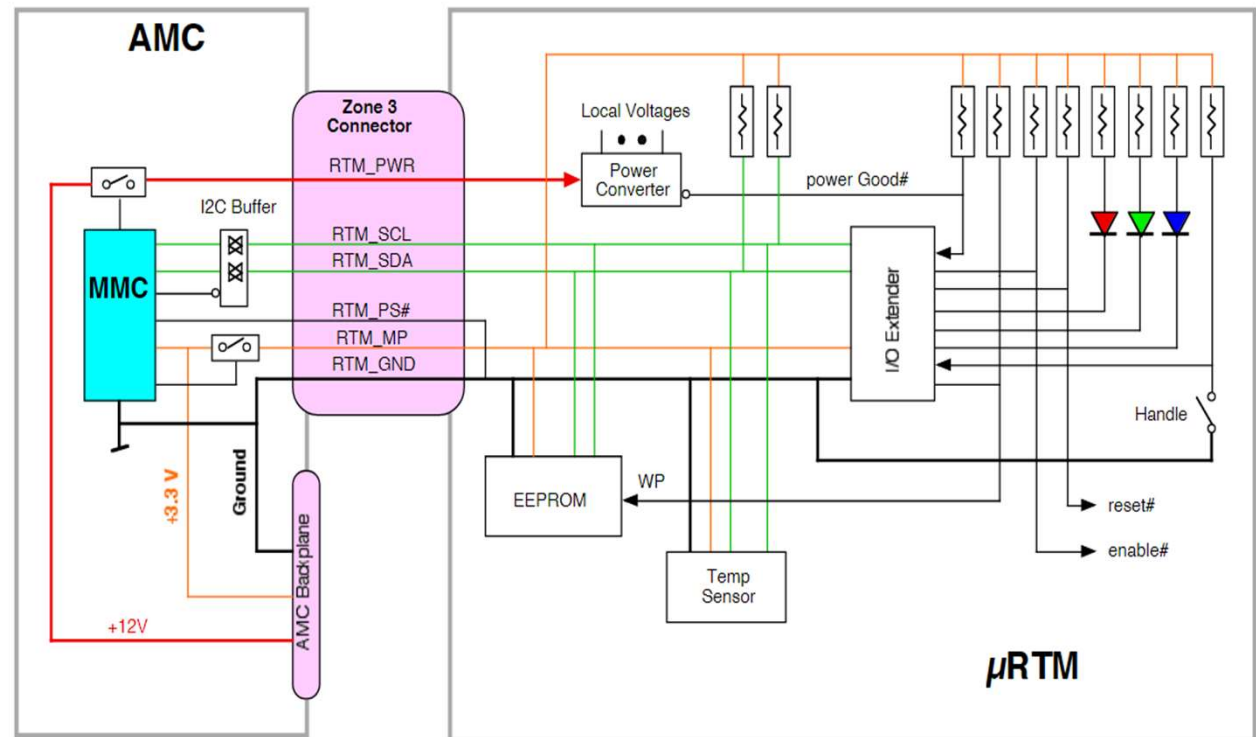 AMC
Zone 3
Connector
RTM_PWR
I2C Buffer
RTM_SCL
RTM_SDA
MMC
RTM_PS#
RTM_MP
RTM_GND
+3.3 V
Ground
AMC Backplane
+12V
Local Voltages
Power
Converter
power Good#
I/O Extender
Handle
WP
EEPROM
reset#
enable#
Temp
Sensor
µRTM